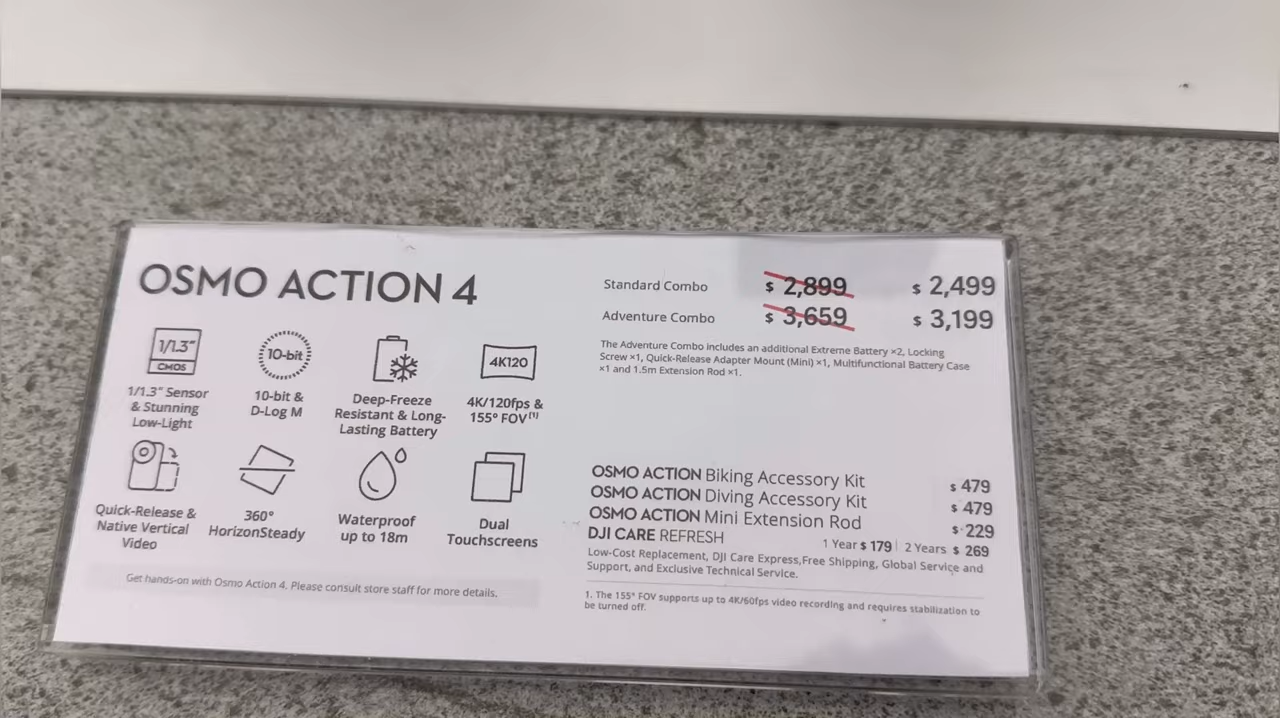 OSMO ACTION 4
1/1.3"
CMOS
1/1.3" Sensor
& Stunning
Low-Light
10-bit
10-bit &
D-Log M
Deep-Freeze
Resistant & Long-
Lasting Battery
4K120
4K/120fps &
155° FOV[1]
Quick-Release &
Native Vertical
Video
360°
HorizonSteady
Waterproof
up to 18m
Dual
Touchscreens
Get hands-on with Osmo Action 4. Please consult store staff for more details.
Standard Combo $ 2,899 $ 2,499
Adventure Combo $ 3,659 $ 3,199
The Adventure Combo includes an additional Extreme Battery ×2, Locking
Screw ×1, Quick-Release Adapter Mount (Mini) ×1, Multifunctional Battery Case
×1 and 1.5m Extension Rod ×1.
OSMO ACTION Biking Accessory Kit $ 479
OSMO ACTION Diving Accessory Kit $ 479
OSMO ACTION Mini Extension Rod $ 229
DJI CARE REFRESH 1 Year $ 179 | 2 Years $ 269
Low-Cost Replacement, DJI Care Express,Free Shipping, Global Service and
Support, and Exclusive Technical Service.
1. The 155° FOV supports up to 4K/60fps video recording and requires stabilization to
be turned off.